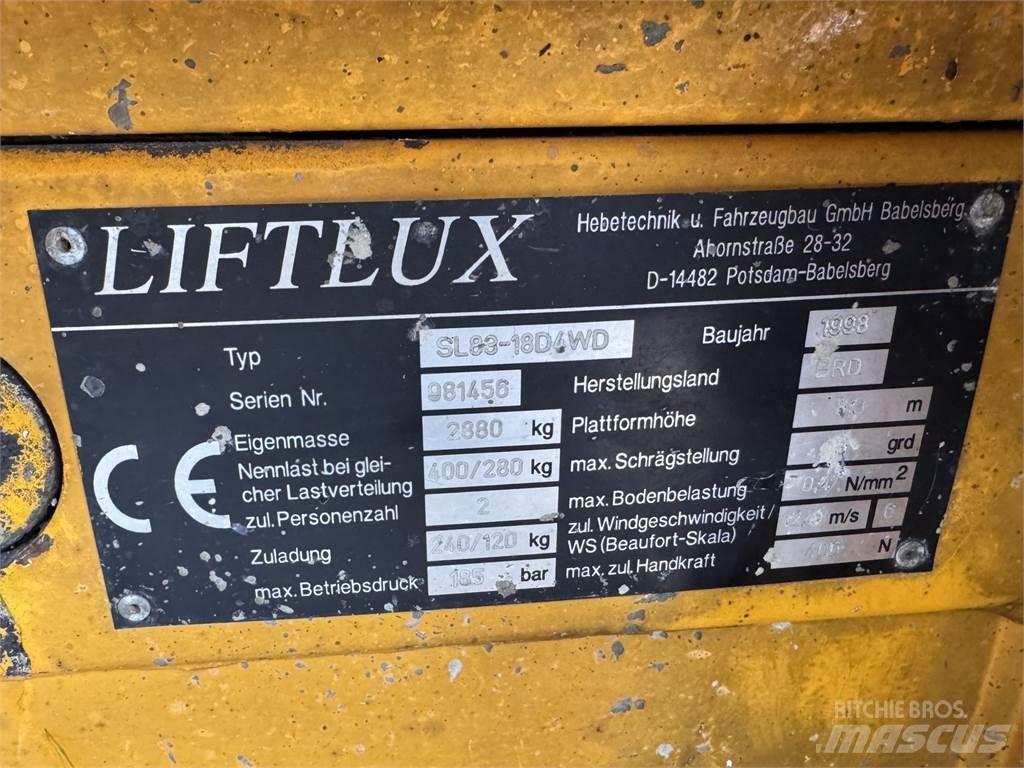 LIFTLUX
Hebetechnik u. Fahrzeugbau GmbH Babelsberg
Ahornstraße 28-32
D-14482 Potsdam-Babelsberg
Typ SL83-18D4WD
Serien Nr. 981456
Eigenmasse 2880 kg
Nennlast bei glei-
cher Lastverteilung 400/280 kg
zul. Personenzahl 2
Zuladung 240/120 kg
max. Betriebsdruck 185 bar
Baujahr 1998
Herstellungsland BRD
Plattformhöhe m
max. Schrägstellung grd
max. Bodenbelastung N/mm²
zul. Windgeschwindigkeit/
WS (Beaufort-Skala) m/s 6
max. zul. Handkraft N
CE
RITCHIE BROS.
MASCUS